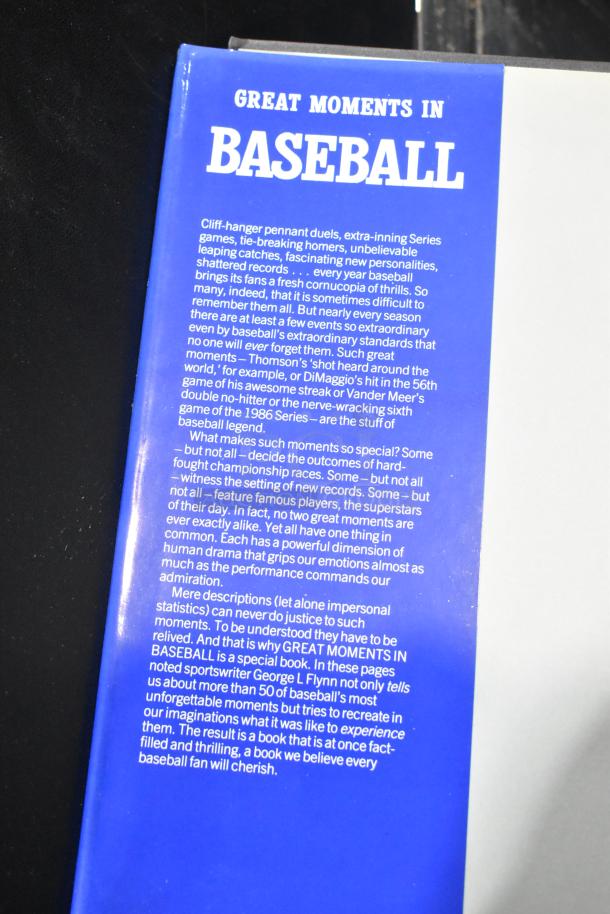 GREAT MOMENTS IN
BASEBALL
Cliff-hanger pennant duels, extra-inning Series
games, tie-breaking homers, unbelievable
leaping catches, fascinating new personalities,
shattered records . . . every year baseball
brings its fans a fresh cornucopia of thrills. So
many, indeed, that it is sometimes difficult to
remember them all. But nearly every season
there are at least a few events so extraordinary
even by baseball's extraordinary standards that
no one will ever forget them. Such great
moments – Thomson's 'shot heard around the
world,' for example, or DiMaggio's hit in the 56th
game of his awesome streak or Vander Meer's
double no-hitter or the nerve-wracking sixth
game of the 1986 Series – are the stuff of
baseball legend.
What makes such moments so special? Some
– but not all – decide the outcomes of hard-
fought championship races. Some – but not all
– witness the setting of new records. Some – but
not all – feature famous players, the superstars
of their day. In fact, no two great moments are
ever exactly alike. Yet all have one thing in
common. Each has a powerful dimension of
human drama that grips our emotions almost as
much as the performance commands our
admiration.
Mere descriptions (let alone impersonal
statistics) can never do justice to such
moments. To be understood they have to be
relived. And that is why GREAT MOMENTS IN
BASEBALL is a special book. In these pages
noted sportswriter George L Flynn not only tells
us about more than 50 of baseball's most
unforgettable moments but tries to recreate in
our imaginations what it was like to experience
them. The result is a book that is at once fact-
filled and thrilling, a book we believe every
baseball fan will cherish.